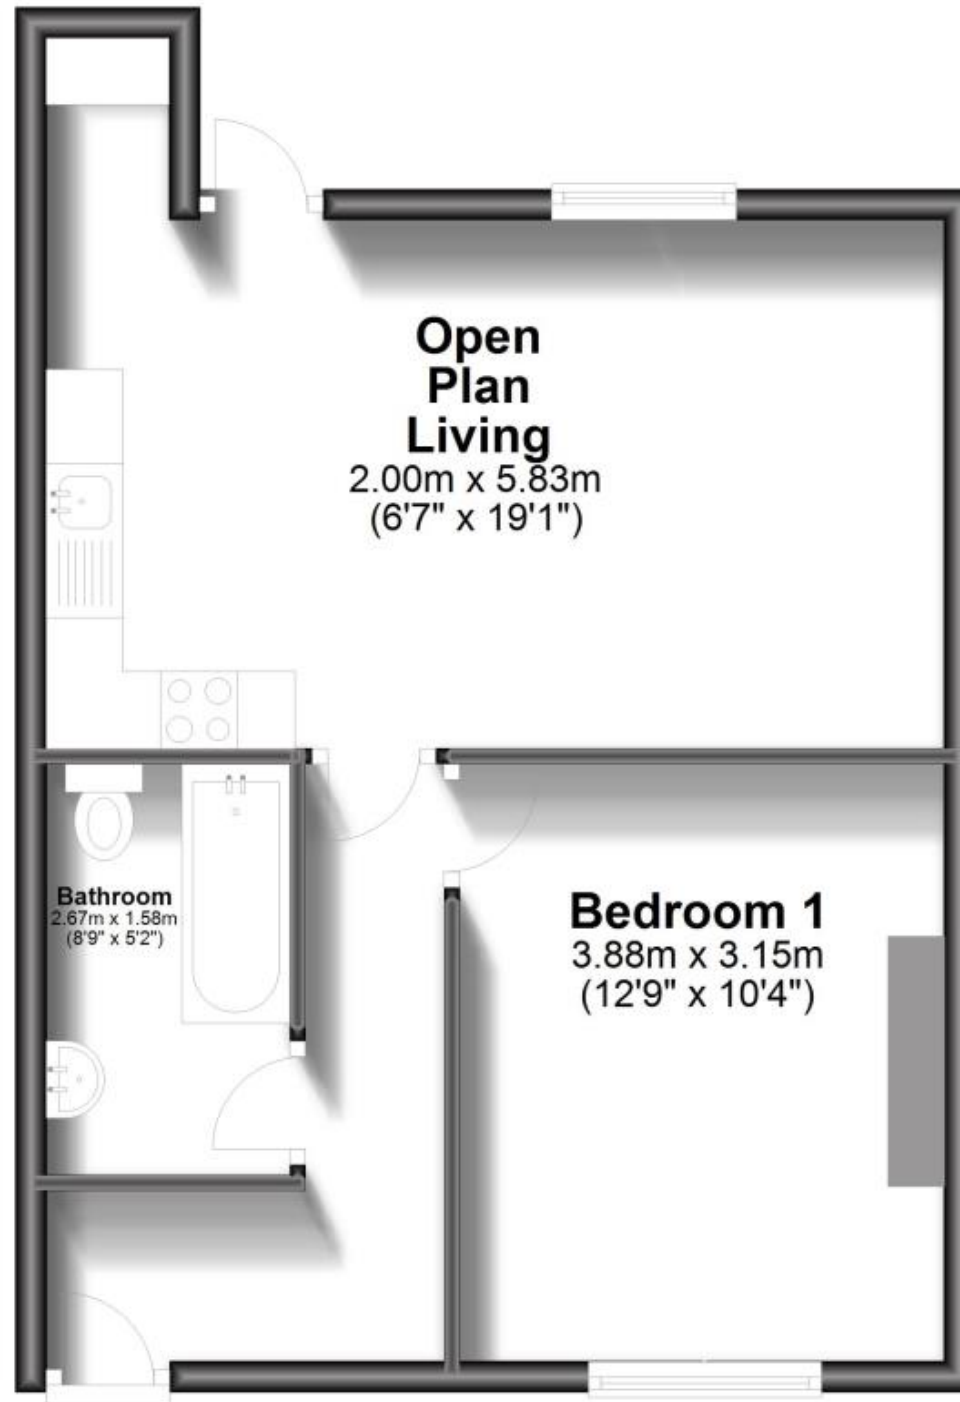 Open
Plan
Living
2.00m x 5.83m
(6'7" x 19'1")
Bathroom
2.67m x 1.58m
(8'9" x 5'2")
Bedroom 1
3.88m x 3.15m
(12'9" x 10'4")